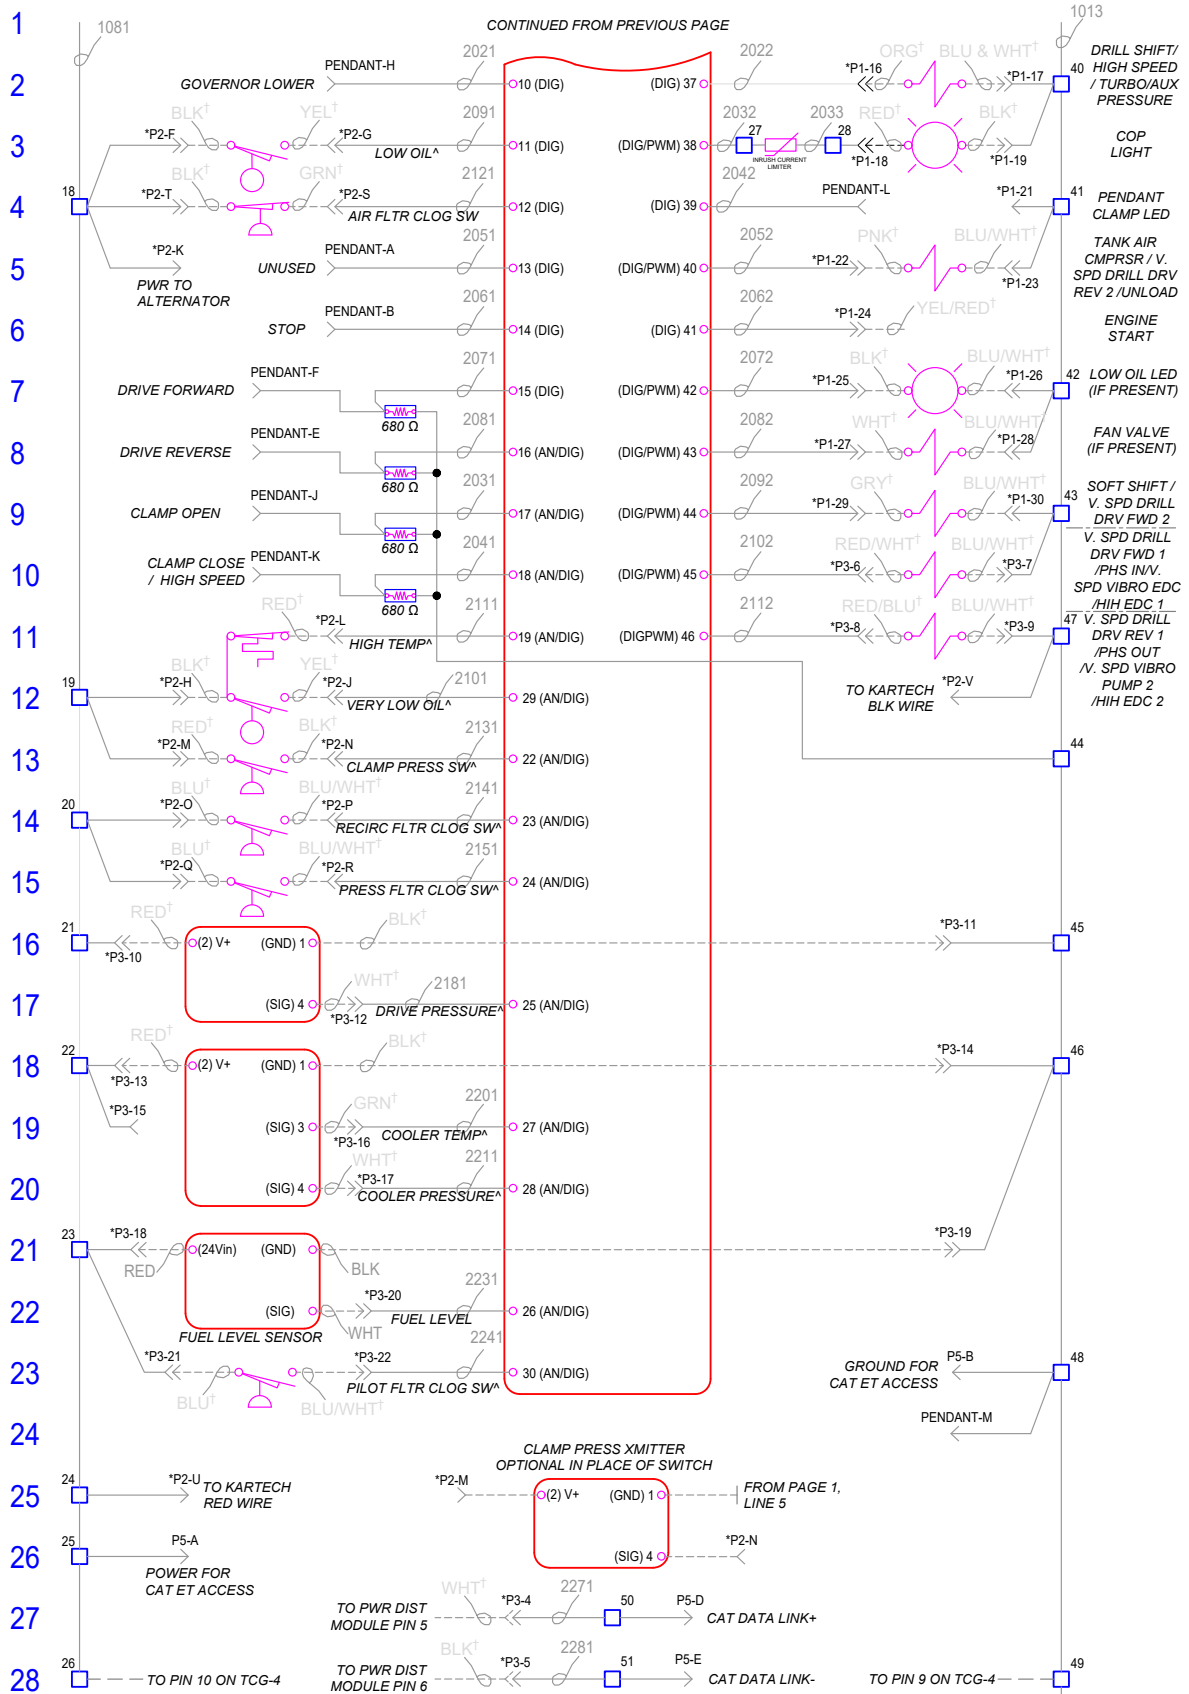 CONTINUED FROM PREVIOUS PAGE
1
1081
1013
2
GOVERNOR LOWER
PENDANT-H
2021
10 (DIG)
(DIG) 37
2022
*P1-16
ORG†
BLU & WHT†
*P1-17
40
DRILL SHIFT/
HIGH SPEED
/ TURBO/AUX
PRESSURE
3
BLK†
*P2-F
YEL†
*P2-G
LOW OIL^
2091
11 (DIG)
(DIG/PWM) 38
2032
27
INRUSH CURRENT
LIMITER
2033
28
*P1-18
RED†
BLK†
*P1-19
COP
LIGHT
4
18
*P2-T
BLK†
GRN†
*P2-S
AIR FLTR CLOG SW
2121
12 (DIG)
(DIG) 39
2042
PENDANT-L
*P1-21
41
PENDANT
CLAMP LED
5
*P2-K
PWR TO
ALTERNATOR
UNUSED
PENDANT-A
2051
13 (DIG)
(DIG/PWM) 40
2052
*P1-22
PNK†
BLU/WHT†
*P1-23
TANK AIR
CMPRSR / V.
SPD DRILL DRV
REV 2 /UNLOAD
6
STOP
PENDANT-B
2061
14 (DIG)
(DIG) 41
2062
*P1-24
YEL/RED†
ENGINE
START
7
DRIVE FORWARD
PENDANT-F
680 Ω
2071
15 (DIG)
(DIG/PWM) 42
2072
*P1-25
BLK†
BLU/WHT†
*P1-26
42
LOW OIL LED
(IF PRESENT)
8
DRIVE REVERSE
PENDANT-E
680 Ω
2081
16 (AN/DIG)
(DIG/PWM) 43
2082
*P1-27
WHT†
BLU/WHT†
*P1-28
FAN VALVE
(IF PRESENT)
9
CLAMP OPEN
PENDANT-J
680 Ω
2031
17 (AN/DIG)
(DIG/PWM) 44
2092
*P1-29
GRY†
BLU/WHT†
*P1-30
43
SOFT SHIFT /
V. SPD DRILL
DRV FWD 2
10
CLAMP CLOSE
/ HIGH SPEED
PENDANT-K
680 Ω
2041
18 (AN/DIG)
(DIG/PWM) 45
2102
*P3-6
RED/WHT†
BLU/WHT†
*P3-7
V. SPD DRILL
DRV FWD 1
/PHS IN/V.
SPD VIBRO EDC
/HIH EDC 1
11
RED†
*P2-L
HIGH TEMP^
2111
19 (AN/DIG)
(DIGPWM) 46
2112
*P3-8
RED/BLU†
BLU/WHT†
*P3-9
47
V. SPD DRILL
DRV REV 1
/PHS OUT
/V. SPD VIBRO
PUMP 2
/HIH EDC 2
12
19
BLK†
*P2-H
YEL†
*P2-J
VERY LOW OIL^
2101
29 (AN/DIG)
TO KARTECH
BLK WIRE
*P2-V
13
RED†
*P2-M
BLK†
*P2-N
CLAMP PRESS SW^
2131
22 (AN/DIG)
44
14
20
BLU†
*P2-O
BLU/WHT†
*P2-P
RECIRC FLTR CLOG SW^
2141
23 (AN/DIG)
15
BLU†
*P2-Q
BLU/WHT†
*P2-R
PRESS FLTR CLOG SW^
2151
24 (AN/DIG)
16
21
*P3-10
RED†
(2) V+
(GND) 1
BLK†
*P3-11
45
17
(SIG) 4
WHT†
*P3-12
2181
DRIVE PRESSURE^
25 (AN/DIG)
18
22
*P3-13
RED†
(2) V+
(GND) 1
BLK†
*P3-14
46
19
*P3-15
(SIG) 3
GRN†
*P3-16
COOLER TEMP^
2201
27 (AN/DIG)
20
(SIG) 4
WHT†
*P3-17
COOLER PRESSURE^
2211
28 (AN/DIG)
21
23
*P3-18
RED
(24Vin)
(GND)
BLK
*P3-19
22
(SIG)
FUEL LEVEL SENSOR
WHT
*P3-20
FUEL LEVEL
2231
26 (AN/DIG)
23
*P3-21
BLU†
BLU/WHT†
*P3-22
PILOT FLTR CLOG SW^
2241
30 (AN/DIG)
GROUND FOR
CAT ET ACCESS
P5-B
48
24
PENDANT-M
CLAMP PRESS XMITTER
OPTIONAL IN PLACE OF SWITCH
25
24
*P2-U
TO KARTECH
RED WIRE
*P2-M
(2) V+
(GND) 1
FROM PAGE 1,
LINE 5
26
25
P5-A
POWER FOR
CAT ET ACCESS
(SIG) 4
*P2-N
27
TO PWR DIST
MODULE PIN 5
WHT†
*P3-4
2271
50
P5-D
CAT DATA LINK+
28
26
TO PIN 10 ON TCG-4
TO PWR DIST
MODULE PIN 6
BLK†
*P3-5
2281
51
P5-E
CAT DATA LINK-
TO PIN 9 ON TCG-4
49